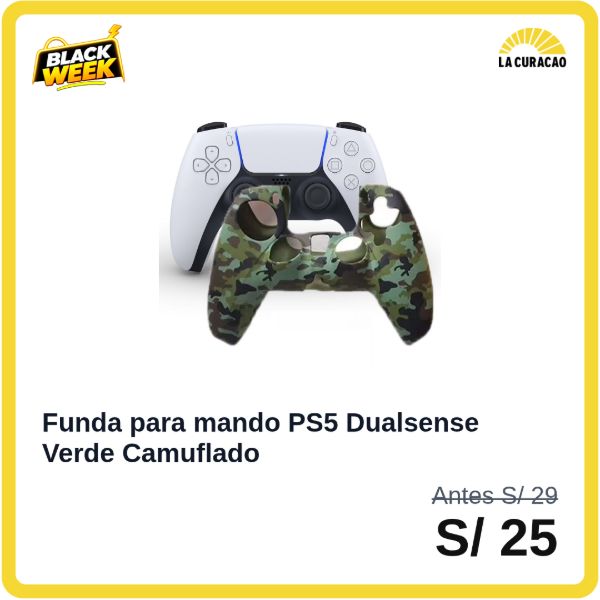 BLACK
WEEK
LA CURACAO
Funda para mando PS5 Dualsense
Verde Camuflado
Antes S/ 29
S/ 25